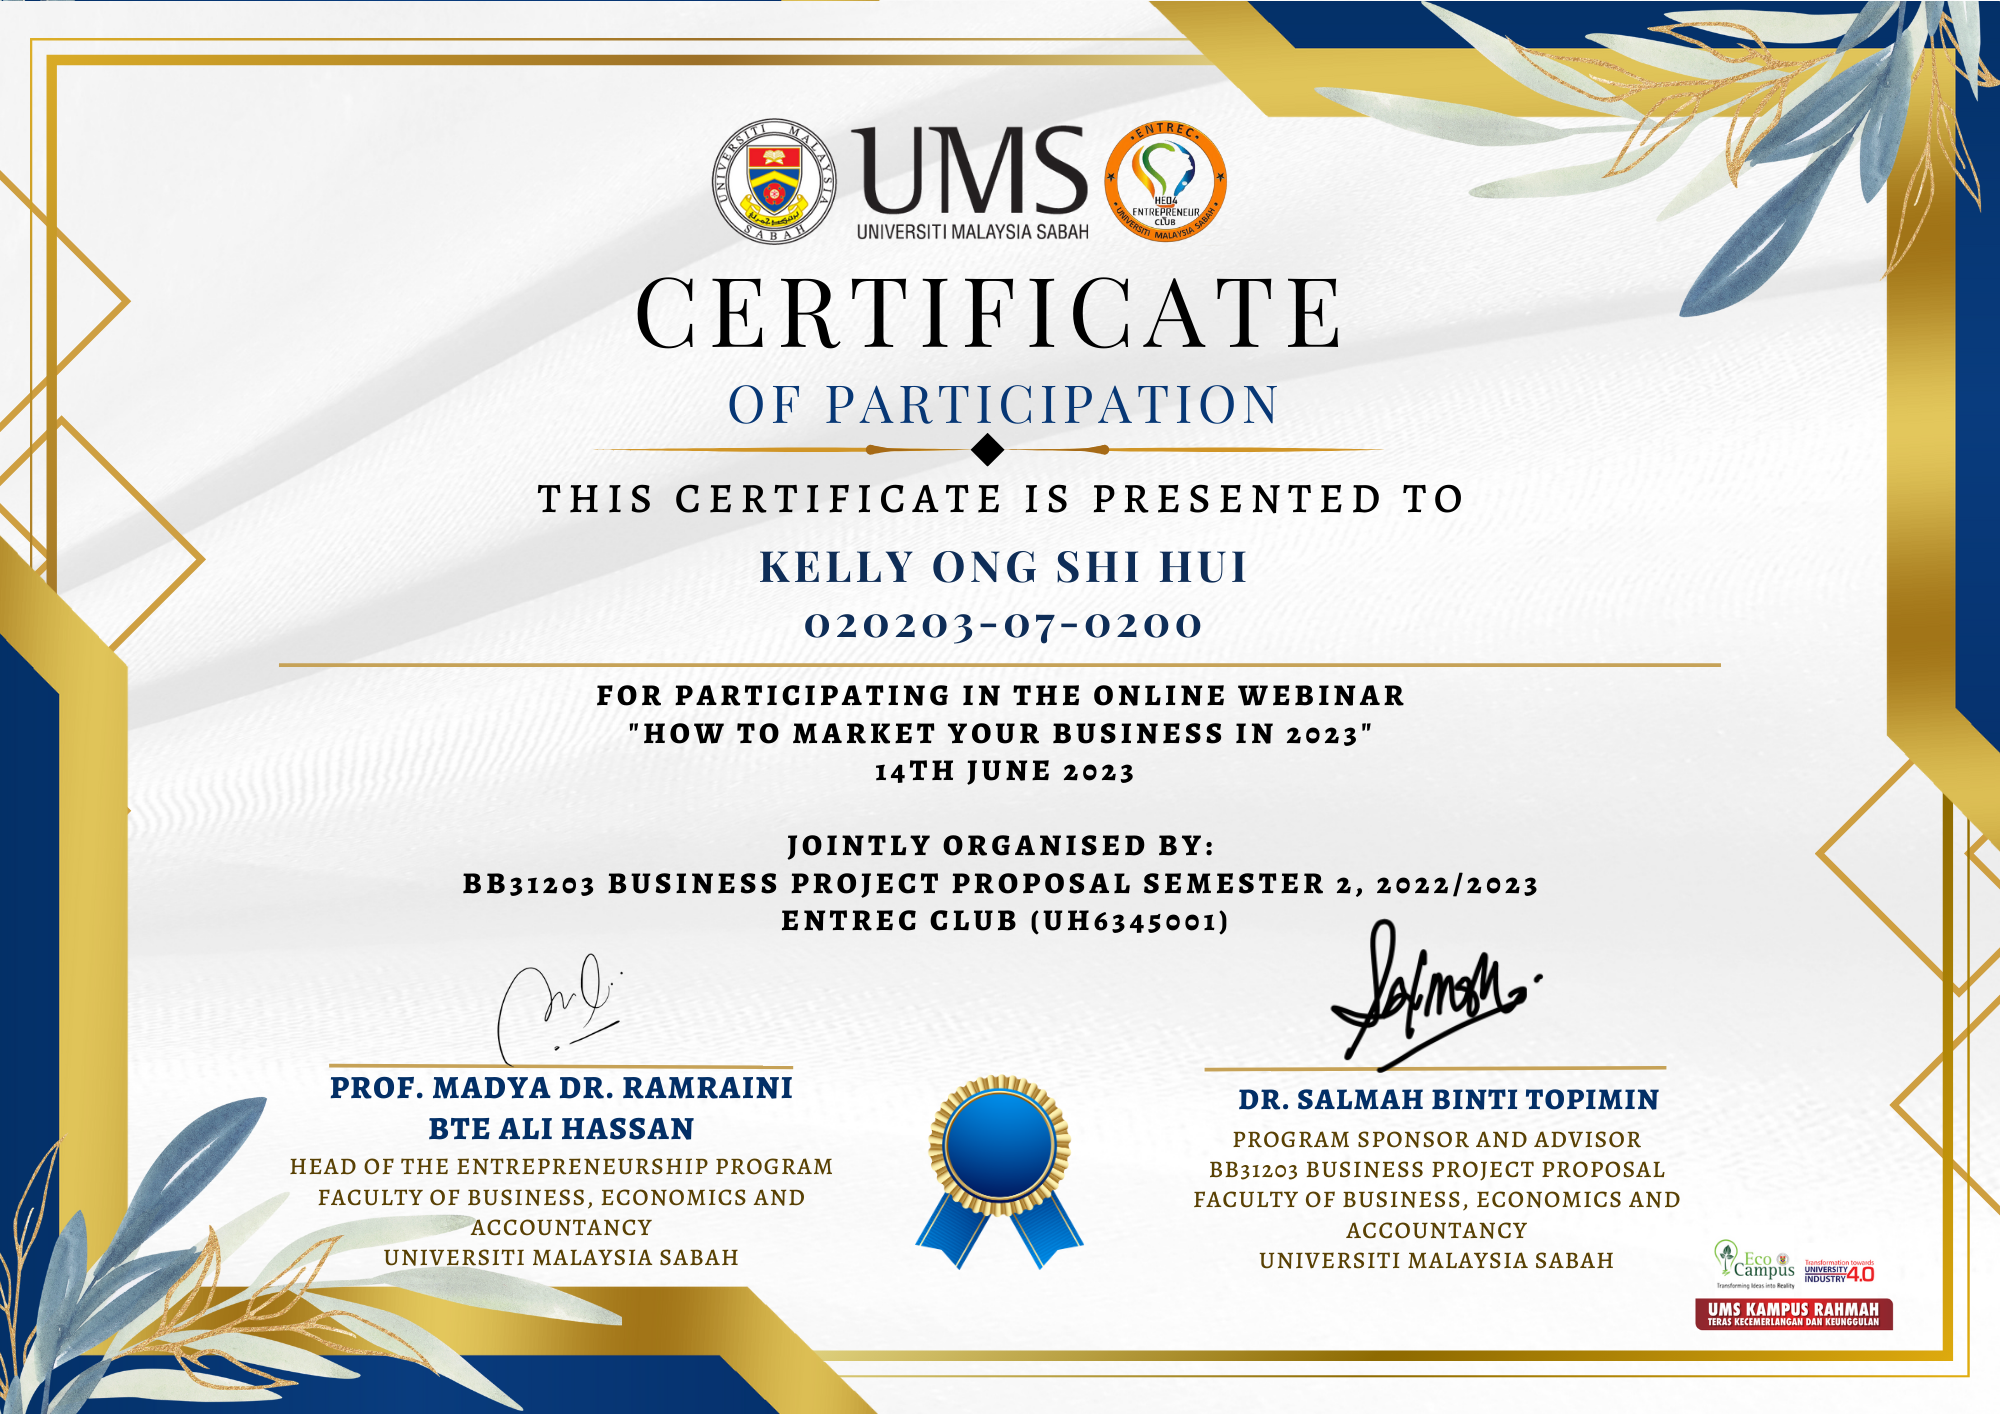 UNIVERSITI MALAYSIA
SABAH
UMS
UNIVERSITI MALAYSIA SABAH
ENTREC
HEO4
ENTREPRENEUR
CLUB
UNIVERSITI MALAYSIA SABAH
CERTIFICATE
OF PARTICIPATION
THIS CERTIFICATE IS PRESENTED TO
KELLY ONG SHI HUI
020203-07-0200
FOR PARTICIPATING IN THE ONLINE WEBINAR
"HOW TO MARKET YOUR BUSINESS IN 2023"
14TH JUNE 2023
JOINTLY ORGANISED BY:
BB31203 BUSINESS PROJECT PROPOSAL SEMESTER 2, 2022/2023
ENTREC CLUB (UH6345001)
Salmah
PROF. MADYA DR. RAMRAINI
BTE ALI HASSAN
HEAD OF THE ENTREPRENEURSHIP PROGRAM
FACULTY OF BUSINESS, ECONOMICS AND
ACCOUNTANCY
UNIVERSITI MALAYSIA SABAH
DR. SALMAH BINTI TOPIMIN
PROGRAM SPONSOR AND ADVISOR
BB31203 BUSINESS PROJECT PROPOSAL
FACULTY OF BUSINESS, ECONOMICS AND
ACCOUNTANCY
UNIVERSITI MALAYSIA SABAH
Eco
Campus
Transforming Ideas into Reality
Transformation towards
UNIVERSITY
INDUSTRY 4.0
UMS KAMPUS RAHMAH
TERAS KECEMERLANGAN DAN KEUNGGULAN